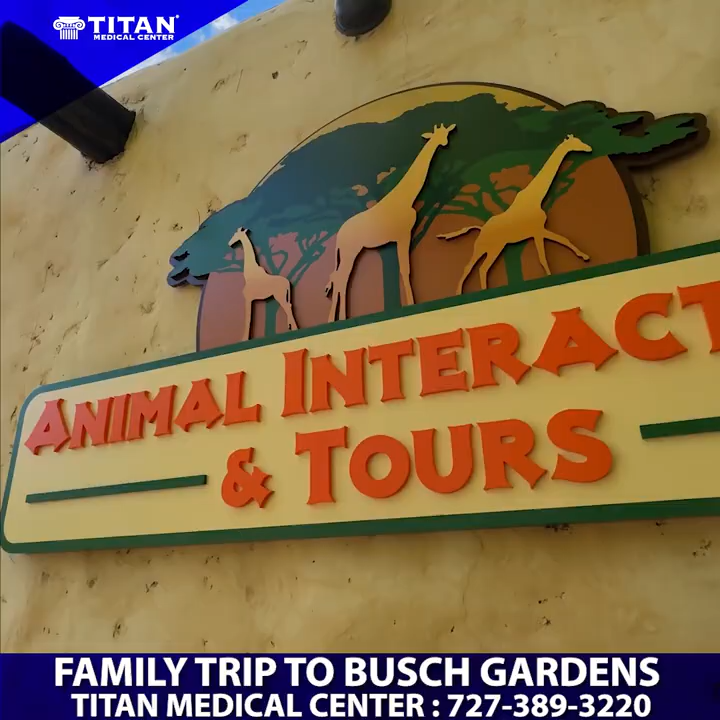 TITAN
MEDICAL CENTER
ANIMAL INTERACT
& TOURS
FAMILY TRIP TO BUSCH GARDENS
TITAN MEDICAL CENTER : 727-389-3220